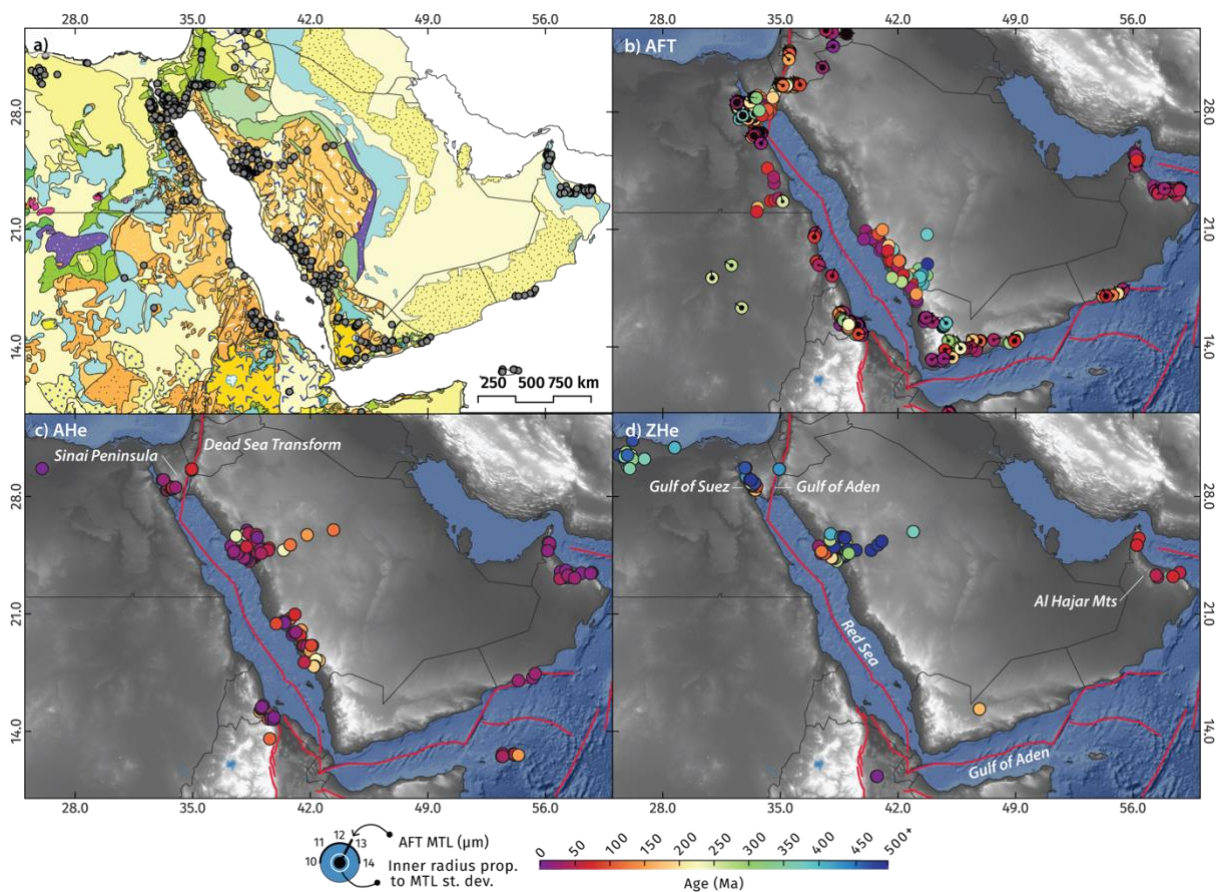 28.0 35.0 42.0 49.0 56.0 28.0 35.0 42.0 49.0 56.0
a)
b) AFT
28.0
28.0
21.0
21.0
14.0
14.0
250 500 750 km
c) AHe
Dead Sea Transform
Sinai Peninsula
d) ZHe
Gulf of Suez
Gulf of Aden
28.0
28.0
Al Hajar Mts
21.0
21.0
Red Sea
14.0
14.0
Gulf of Aden
28.0 35.0 42.0 49.0 56.0 28.0 35.0 42.0 49.0 56.0
10 11 12 13 14
AFT MTL (μm)
Inner radius prop.
to MTL st. dev.
0 50 100 150 200 250 300 350 400 450 500+
Age (Ma)